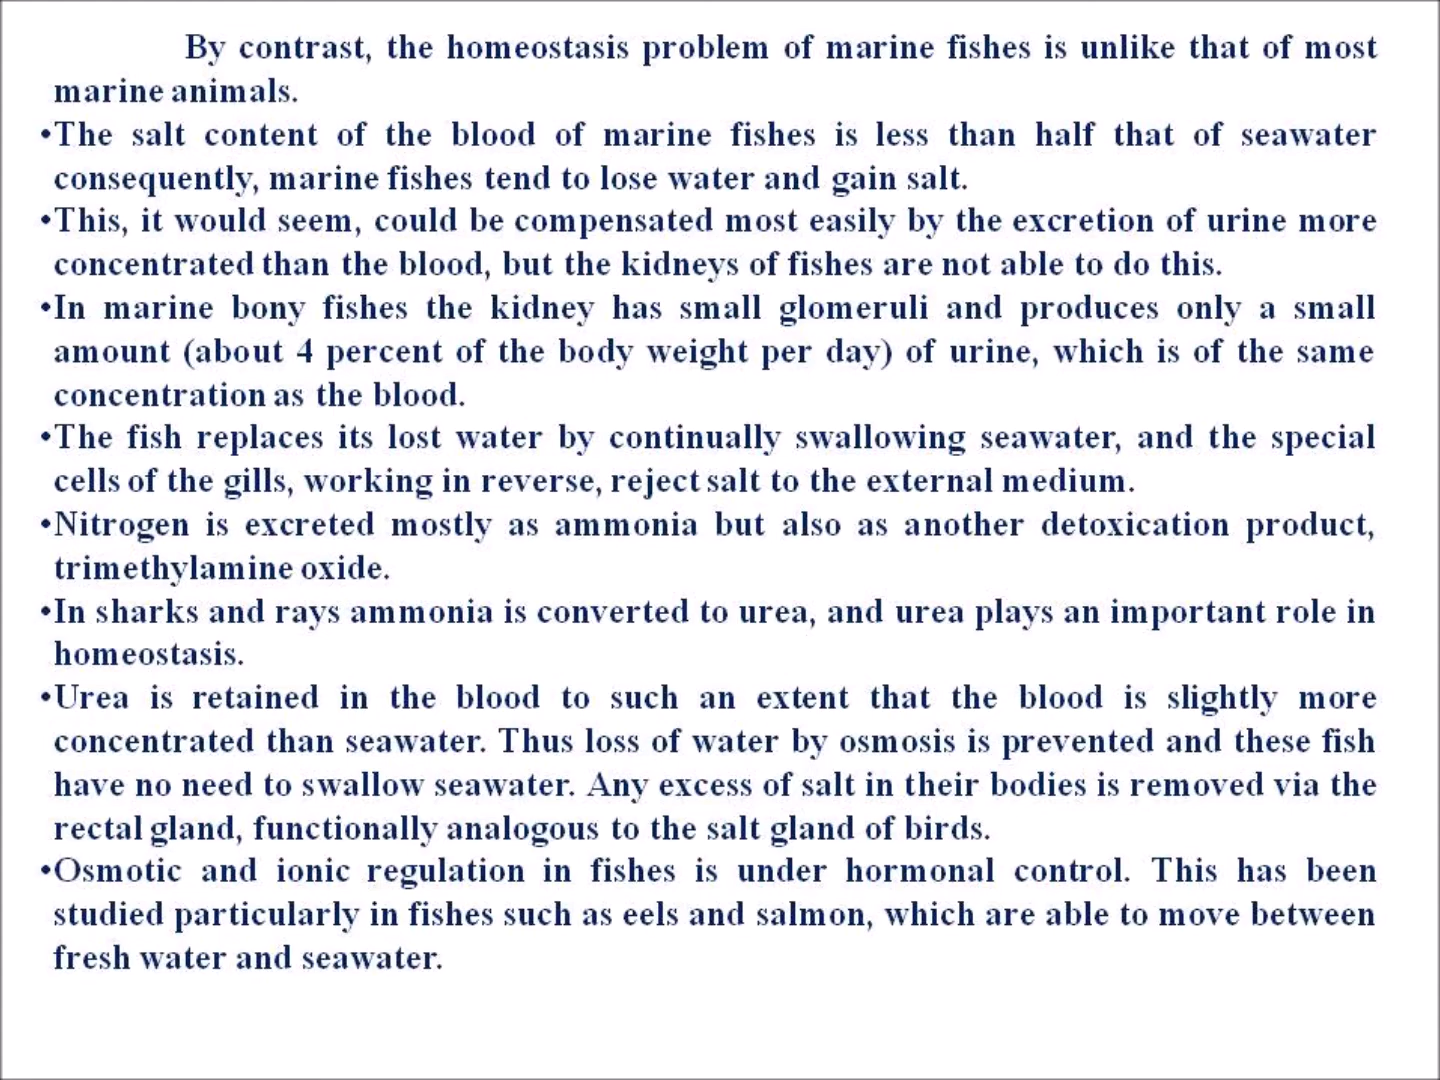 By contrast, the homeostasis problem of marine fishes is unlike that of most
marine animals.
•The salt content of the blood of marine fishes is less than half that of seawater
consequently, marine fishes tend to lose water and gain salt.
•This, it would seem, could be compensated most easily by the excretion of urine more
concentrated than the blood, but the kidneys of fishes are not able to do this.
•In marine bony fishes the kidney has small glomeruli and produces only a small
amount (about 4 percent of the body weight per day) of urine, which is of the same
concentration as the blood.
•The fish replaces its lost water by continually swallowing seawater, and the special
cells of the gills, working in reverse, reject salt to the external medium.
•Nitrogen is excreted mostly as ammonia but also as another detoxication product,
trimethylamine oxide.
•In sharks and rays ammonia is converted to urea, and urea plays an important role in
homeostasis.
•Urea is retained in the blood to such an extent that the blood is slightly more
concentrated than seawater. Thus loss of water by osmosis is prevented and these fish
have no need to swallow seawater. Any excess of salt in their bodies is removed via the
rectal gland, functionally analogous to the salt gland of birds.
•Osmotic and ionic regulation in fishes is under hormonal control. This has been
studied particularly in fishes such as eels and salmon, which are able to move between
fresh water and seawater.